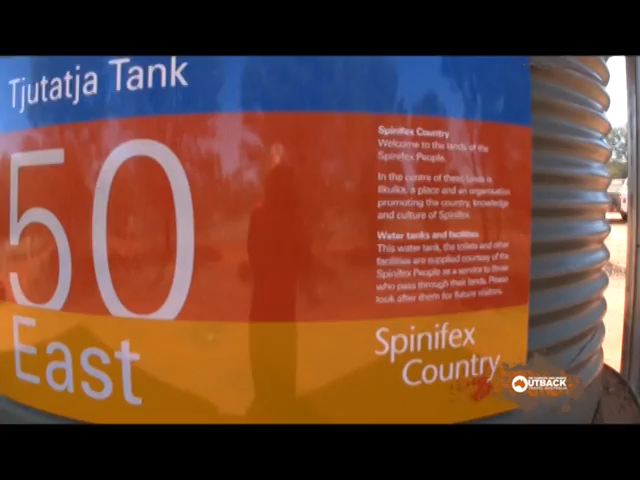 Tjutatja Tank
50
East
Spinifex Country
Welcome to the lands of the
Spinifex People.
In the centre of these lands is
Ilkurlka, a place and an organisation
promoting the country, knowledge
and culture of Spinifex.
Water tanks and facilities
This water tank, the toilets and other
facilities are supplied courtesy of the
Spinifex People as a service to those
who pass through their lands. Please
look after them for future visitors.
Spinifex
Country
OUTBACK